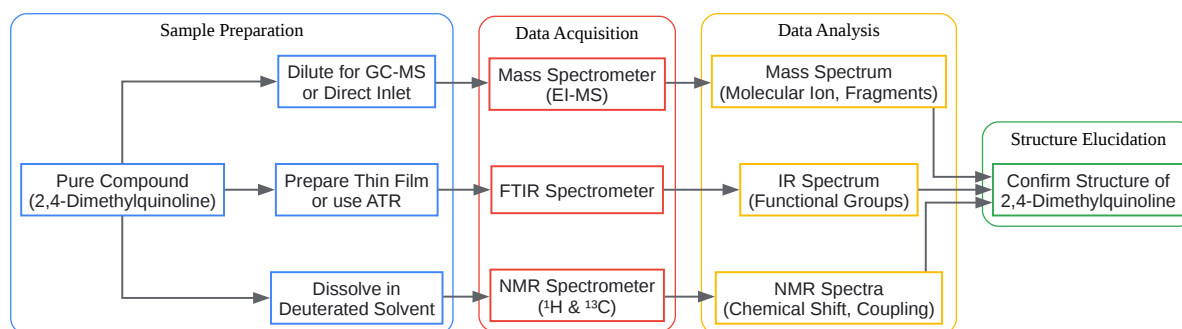 Sample Preparation
Data Acquisition
Data Analysis
Dilute for GC-MS
or Direct Inlet
Mass Spectrometer
(EI-MS)
Mass Spectrum
(Molecular Ion, Fragments)
Structure Elucidation
Pure Compound
(2,4-Dimethylquinoline)
Prepare Thin Film
or use ATR
FTIR Spectrometer
IR Spectrum
(Functional Groups)
Confirm Structure of
2,4-Dimethylquinoline
Dissolve in
Deuterated Solvent
NMR Spectrometer
(¹H & ¹³C)
NMR Spectra
(Chemical Shift, Coupling)